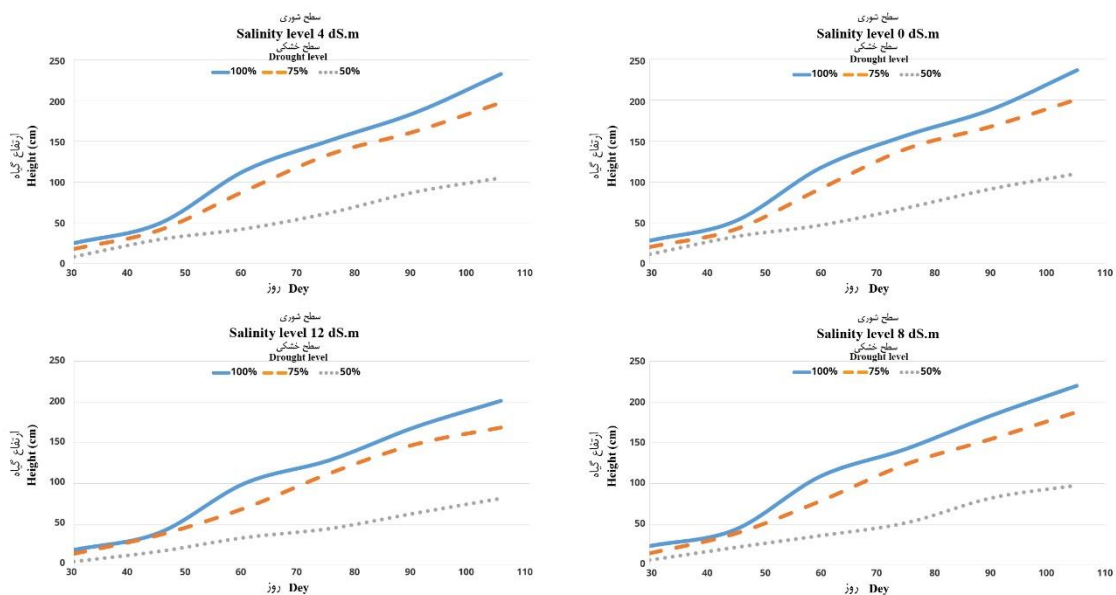 سطح شوری
Salinity level 4 dS.m
سطح خشکی
Drought level
100% 75% 50%
250
200
150
100
50
0
ارتفاع گیاه
Height (cm)
30 40 50 60 70 80 90 100 110
روز Dey
سطح شوری
Salinity level 0 dS.m
سطح خشکی
Drought level
100% 75% 50%
250
200
150
100
50
0
ارتفاع گیاه
Height (cm)
30 40 50 60 70 80 90 100 110
روز Dey
سطح شوری
Salinity level 12 dS.m
سطح خشکی
Drought level
100% 75% 50%
250
200
150
100
50
0
ارتفاع گیاه
Height (cm)
30 40 50 60 70 80 90 100 110
روز Dey
سطح شوری
Salinity level 8 dS.m
سطح خشکی
Drought level
100% 75% 50%
250
200
150
100
50
0
ارتفاع گیاه
Height (cm)
30 40 50 60 70 80 90 100 110
روز Dey